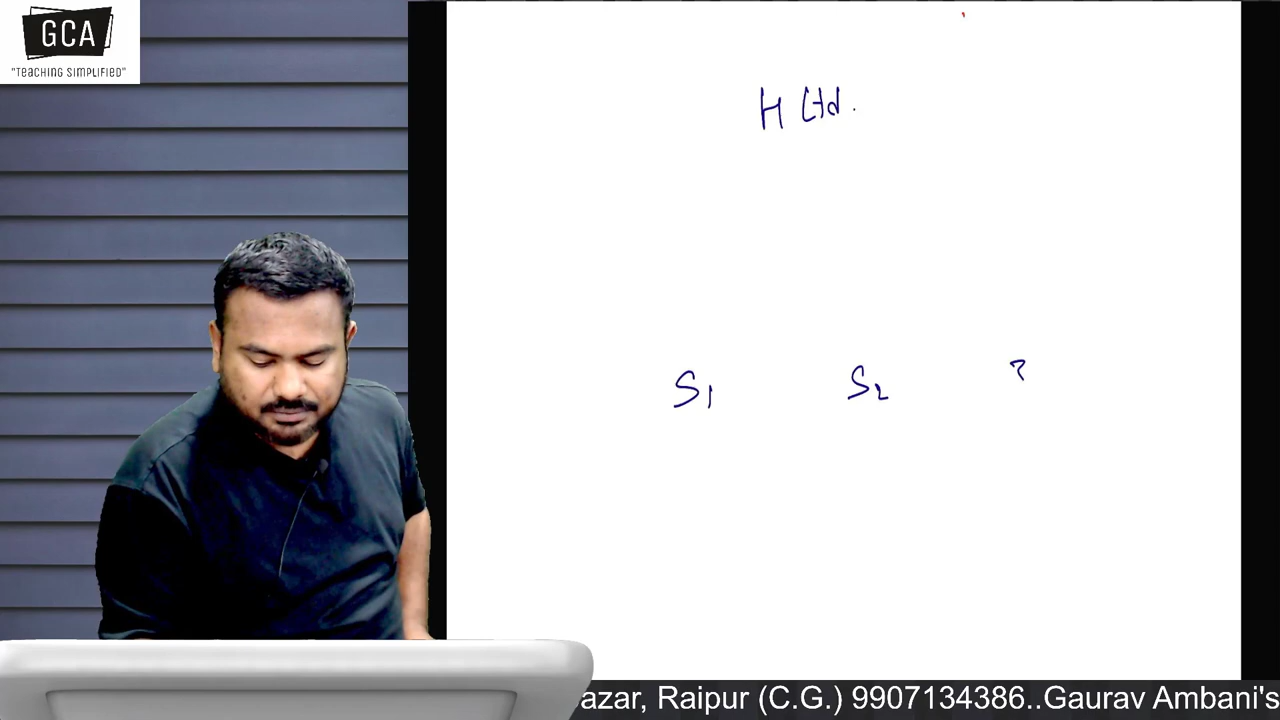 GCA
"TEACHING SIMPLIFIED"
H Ltd.
S1 S2
azar, Raipur (C.G.) 9907134386..Gaurav Ambani's